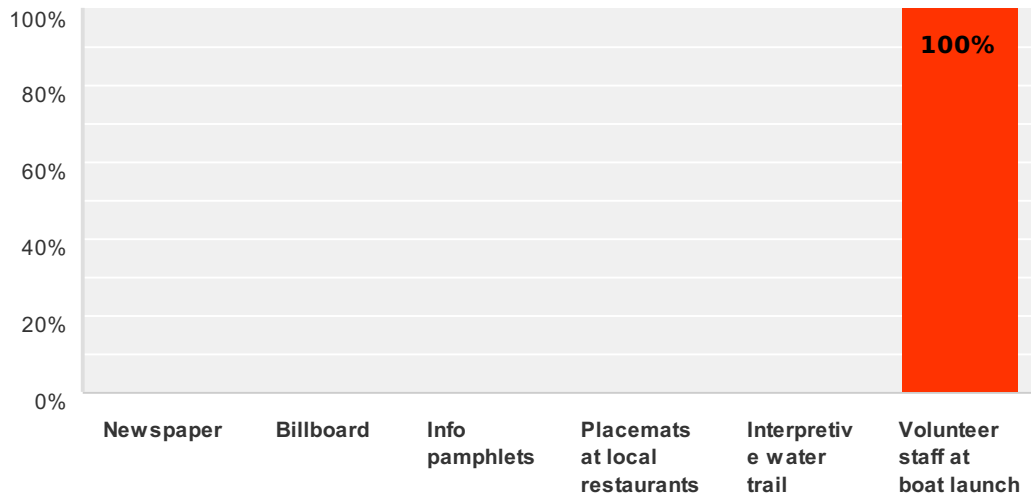 100%
100%
80%
60%
40%
20%
0%
Newspaper
Billboard
Info
pamphlets
Placemats
at local
restaurants
Interpretiv
e water
trail
Volunteer
staff at
boat launch